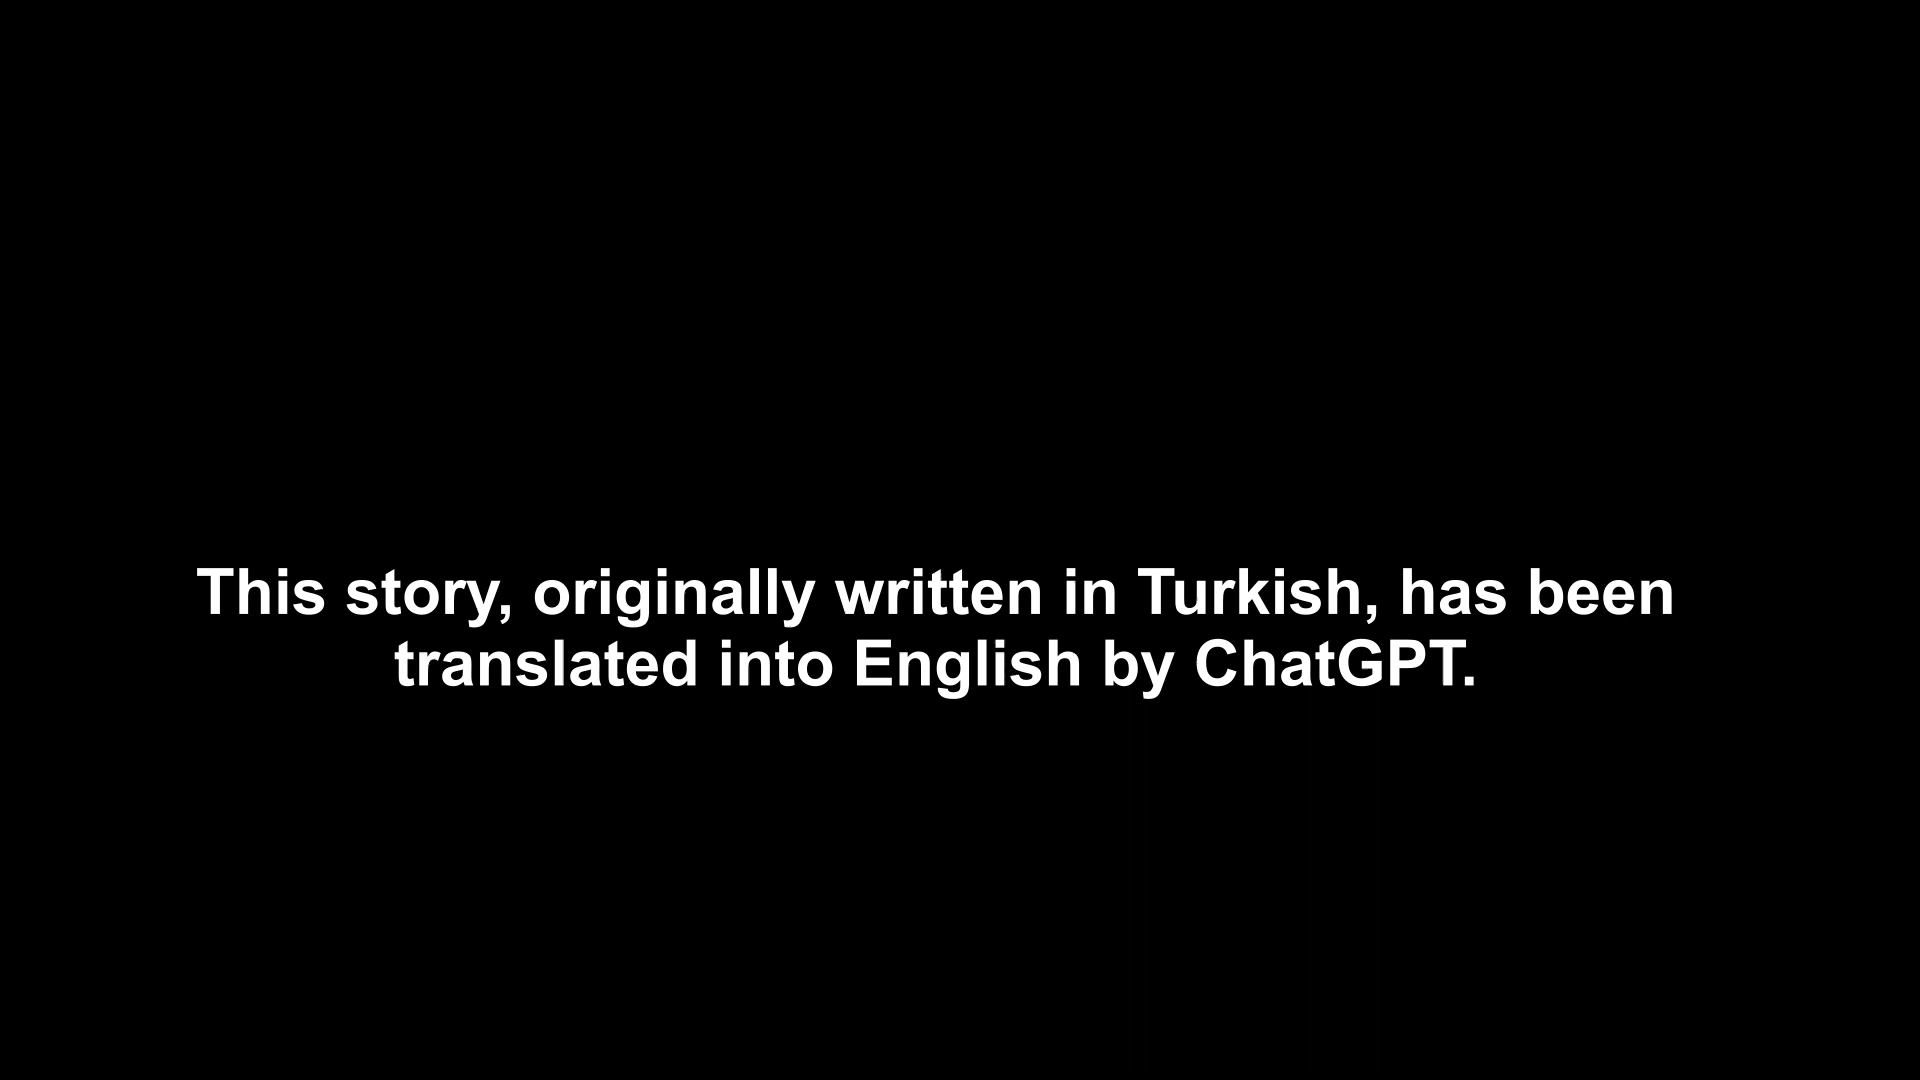 This story, originally written in Turkish, has been
translated into English by ChatGPT.